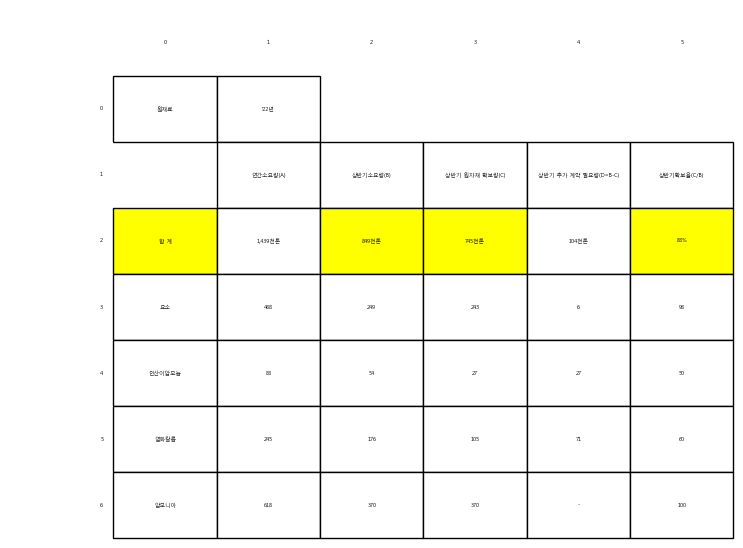 0 1 2 3 4 5
0 원재료 '22년
1 연간소요량(A) 상반기소요량(B) 상반기 원자재 확보량(C) 상반기 추가 계약 필요량(D=B-C) 상반기확보율(C/B)
2 합 계 1,439천톤 849천톤 745천톤 104천톤 88%
3 요소 488 249 243 6 98
4 인산이암모늄 88 54 27 27 50
5 염화칼륨 245 176 105 71 60
6 암모니아 618 370 370 - 100